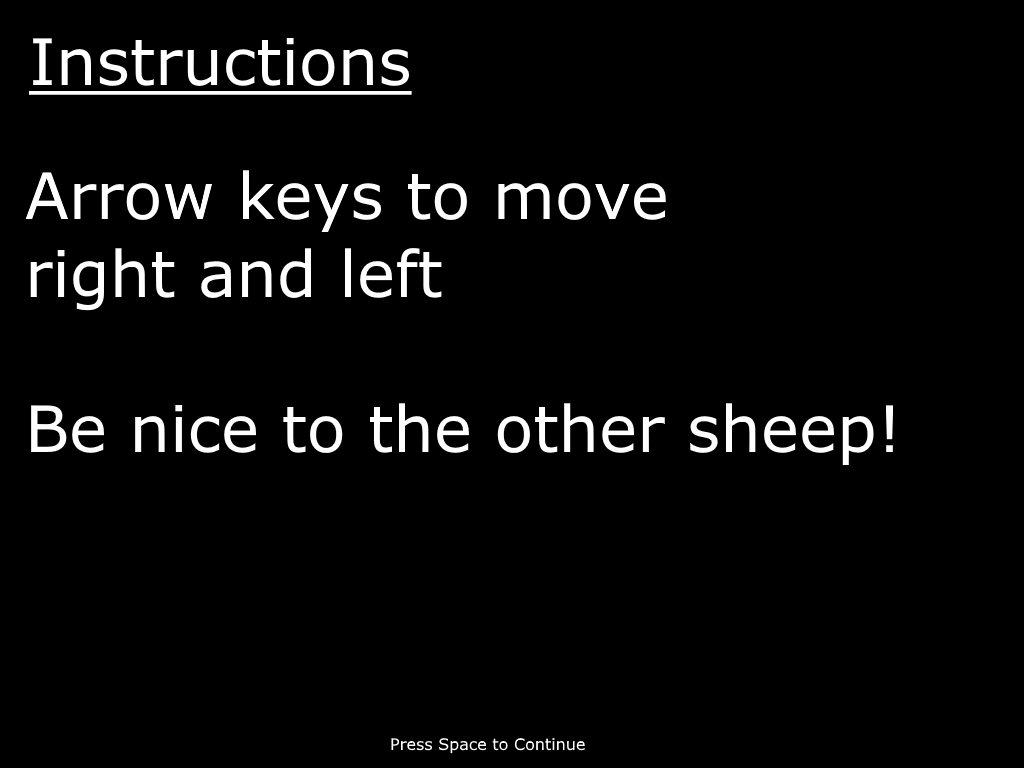 Instructions
Arrow keys to move
right and left
Be nice to the other sheep!
Press Space to Continue